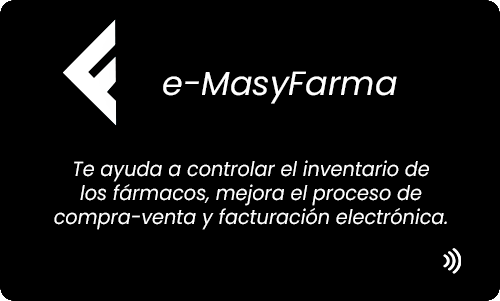 e-MasyFarma
Te ayuda a controlar el inventario de
los fármacos, mejora el proceso de
compra-venta y facturación electrónica.